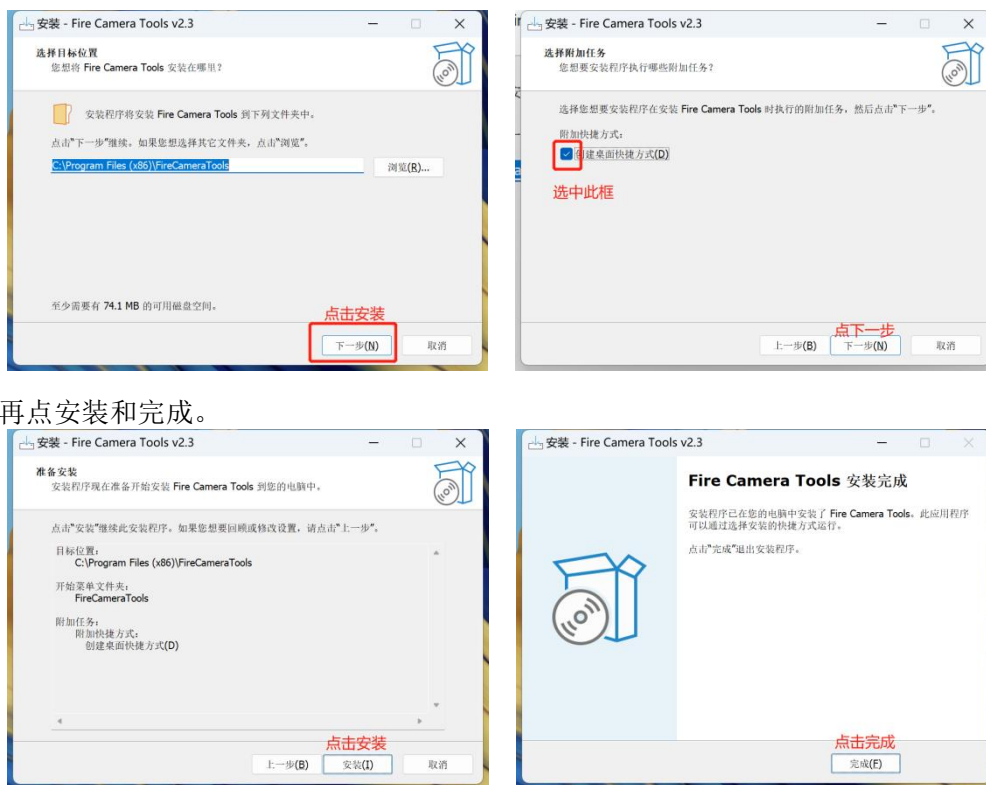 安装 - Fire Camera Tools v2.3
选择目标位置
您想将 Fire Camera Tools 安装在哪里？
安装程序将安装 Fire Camera Tools 到下列文件夹中。
点击“下一步”继续。如果您想选择其它文件夹，点击“浏览”。
C:\Program Files (x86)\FireCameraTools
浏览(R)...
至少需要有 74.1 MB 的可用磁盘空间。
点击安装
下一步(N)
取消
安装 - Fire Camera Tools v2.3
选择附加任务
您想要安装程序执行哪些附加任务？
选择您想要安装程序在安装 Fire Camera Tools 时执行的附加任务，然后点击“下一步”。
附加快捷方式：
创建桌面快捷方式(D)
选中此框
点下一步
上一步(B)
下一步(N)
取消
再点安装和完成。
安装 - Fire Camera Tools v2.3
准备安装
安装程序现在准备开始安装 Fire Camera Tools 到您的电脑中。
点击“安装”继续此安装程序。如果您想要回顾或修改设置，请点击“上一步”。
目标位置：
C:\Program Files (x86)\FireCameraTools
开始菜单文件夹：
FireCameraTools
附加任务：
附加快捷方式：
创建桌面快捷方式(D)
点击安装
上一步(B)
安装(I)
取消
安装 - Fire Camera Tools v2.3
Fire Camera Tools 安装完成
安装程序已在您的电脑中安装了 Fire Camera Tools。此应用程序
可以通过选择安装的快捷方式运行。
点击“完成”退出安装程序。
点击完成
完成(F)